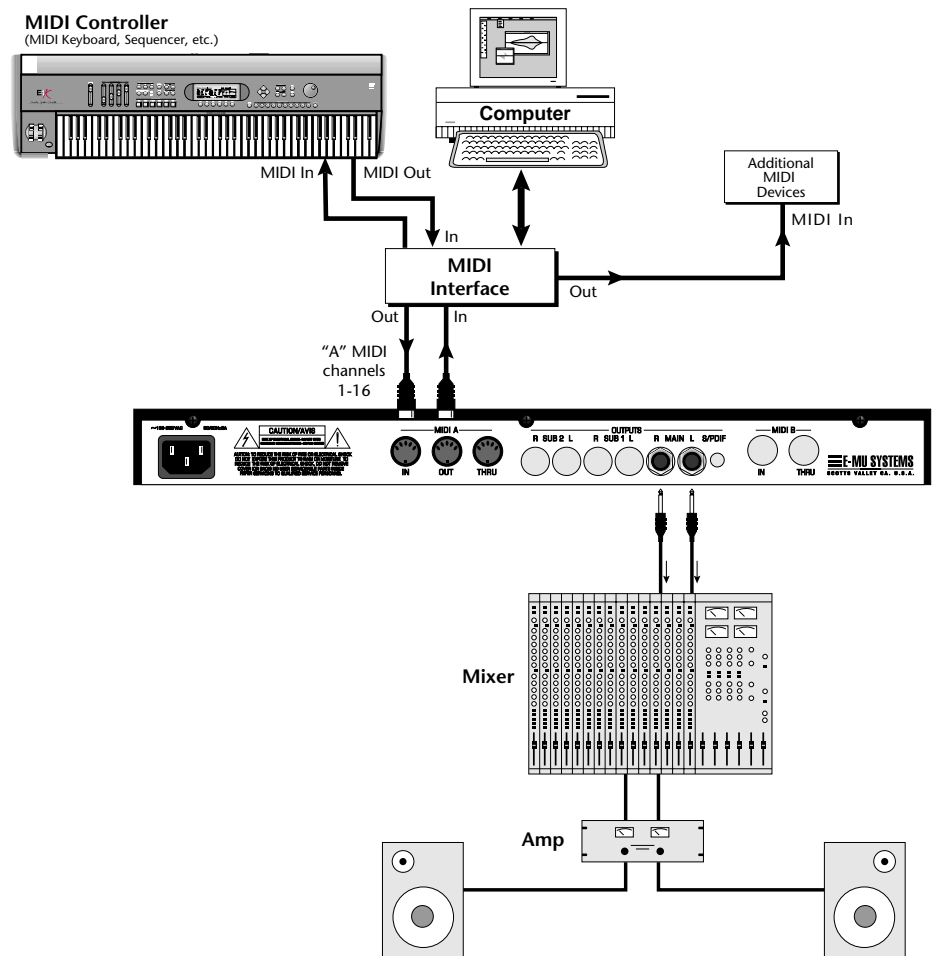 MIDI Controller
(MIDI Keyboard, Sequencer, etc.)
Computer
Additional
MIDI
Devices
MIDI In
MIDI Out
MIDI In
In
MIDI
Interface
Out
Out
In
"A" MIDI
channels
1-16
CAUTION/AVIS
MIDI A
OUTPUTS
MIDI B
R SUB 2 L
R SUB 1 L
R MAIN L
S/PDIF
IN
OUT
THRU
IN
THRU
E-MU SYSTEMS
SCOTTS VALLEY CA. U.S.A.
Mixer
Amp